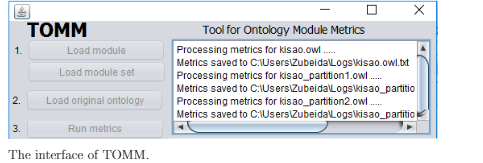 TOMM
Tool for Ontology Module Metrics
1. Load module
Load module set
2. Load original ontology
3. Run metrics
Processing metrics for kisao.owl .....
Metrics saved to C:\Users\Zubeida\Logs\kisao.owl.txt
Processing metrics for kisao_partition1.owl .....
Metrics saved to C:\Users\Zubeida\Logs\kisao_partitio
Processing metrics for kisao_partition2.owl .....
Metrics saved to C:\Users\Zubeida\Logs\kisao_partitio
The interface of TOMM.